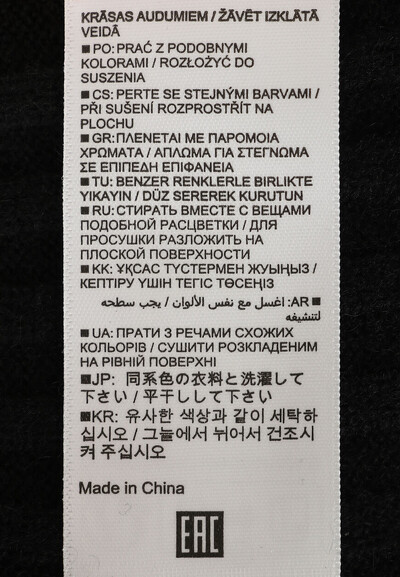 KRĀSAS AUDUMIEM / ŽĀVĒT IZKLĀTĀ
VEIDĀ
■ PO: PRAĆ Z PODOBNYMI
KOLORAMI / ROZŁOŻYĆ DO
SUSZENIA
■ CS: PERTE SE STEJNÝMI BARVAMI /
PŘI SUŠENÍ ROZPROSTŘÍT NA
PLOCHU
■ GR: ΠΛΕΝΕΤΑΙ ΜΕ ΠΑΡΟΜΟΙΑ
ΧΡΩΜΑΤΑ / ΑΠΛΩΜΑ ΓΙΑ ΣΤΕΓΝΩΜΑ
ΣΕ ΕΠΙΠΕΔΗ ΕΠΙΦΑΝΕΙΑ
■ TU: BENZER RENKLERLE BIRLIKTE
YIKAYIN / DÜZ SEREREK KURUTUN
■ RU: СТИРАТЬ ВМЕСТЕ С ВЕЩАМИ
ПОДОБНОЙ РАСЦВЕТКИ / ДЛЯ
ПРОСУШКИ РАЗЛОЖИТЬ НА
ПЛОСКОЙ ПОВЕРХНОСТИ
■ KK: ҰҚСАС ТҮСТЕРМЕН ЖУЫҢЫЗ /
КЕПТІРУ ҮШІН ТЕГІС ТӨСЕҢІЗ
■ AR: اغسل مع نفس الألوان / يجب سطحه
لتنشيفه
■ UA: ПРАТИ З РЕЧАМИ СХОЖИХ
КОЛЬОРІВ / СУШИТИ РОЗКЛАДЕНИМ
НА РІВНІЙ ПОВЕРХНІ
■ JP: 同系色の衣料と洗濯して
下さい / 平干しして下さい
■ KR: 유사한 색상과 같이 세탁하
십시오 / 그늘에서 뉘어서 건조시
켜 주십시오
Made in China
EAC